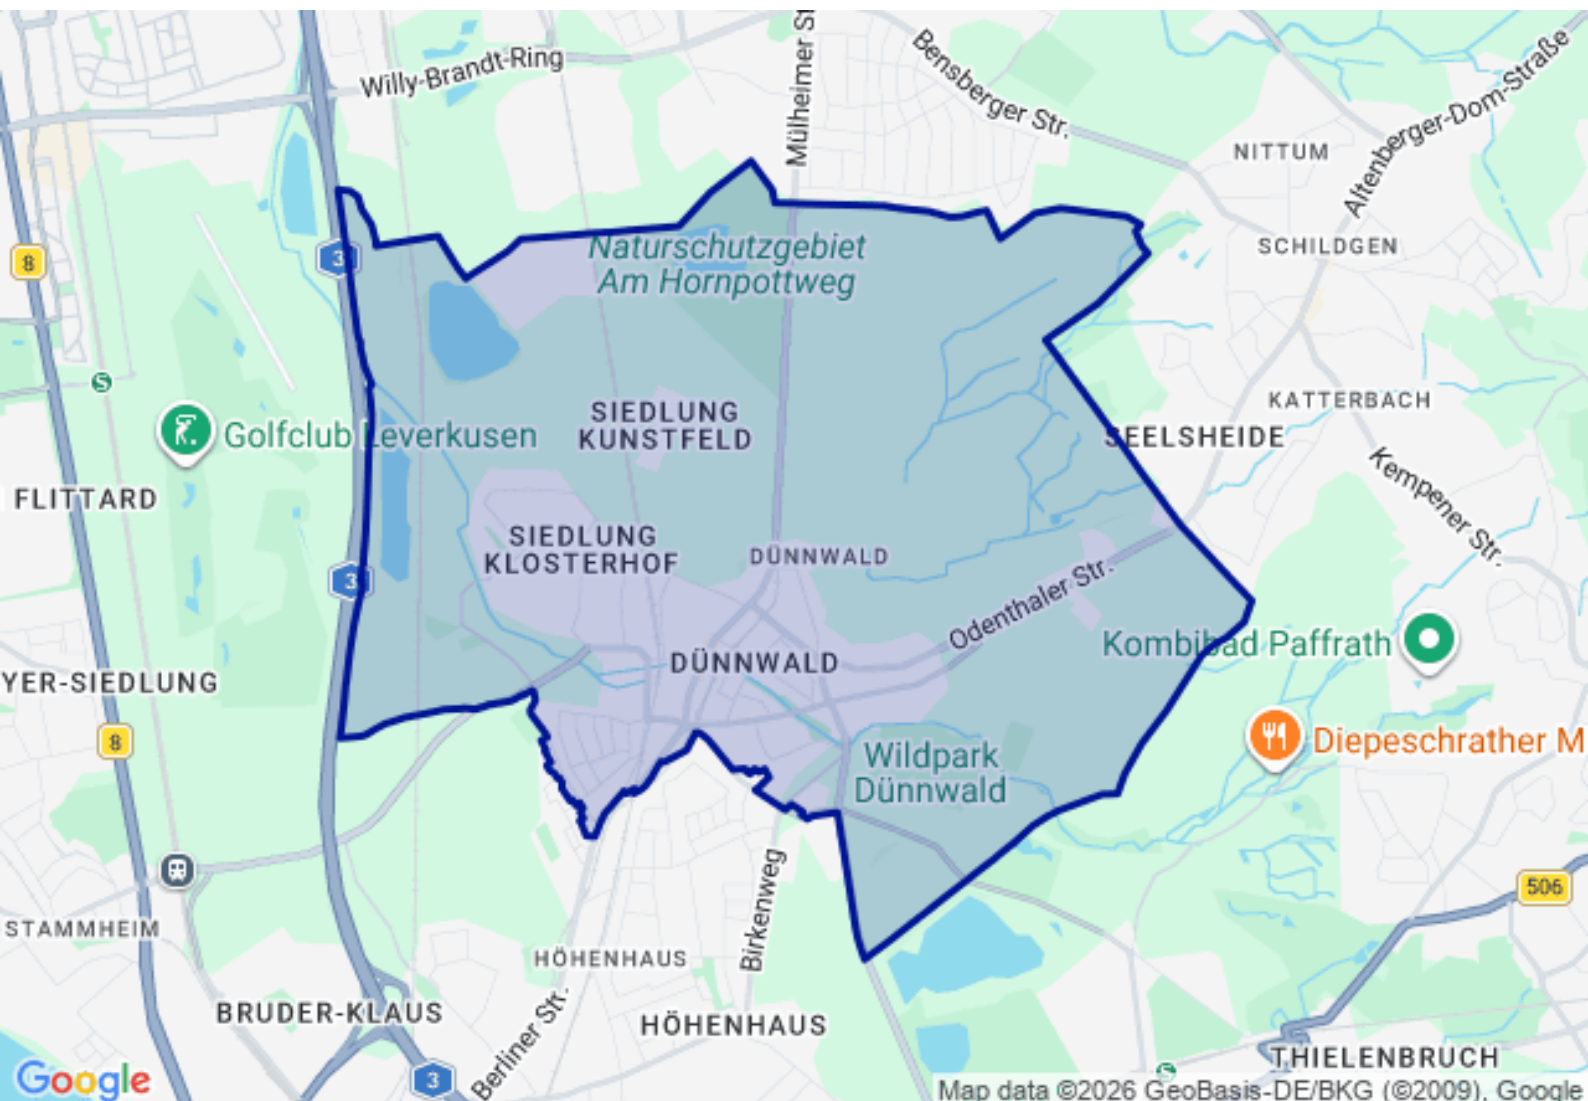 Willy-Brandt-Ring
Mülheimer St
Bensberger Str.
Altenberger-Dom-Straße
NITTUM
SCHILDGEN
8
3
Naturschutzgebiet
Am Hornpottweg
S
Golfclub Leverkusen
SIEDLUNG
KUNSTFELD
KATTERBACH
SEELSHEIDE
Kempener Str.
FLITTARD
SIEDLUNG
KLOSTERHOF
DÜNNWALD
3
Odenthaler Str.
Kombibad Paffrath
DÜNNWALD
YER-SIEDLUNG
8
Wildpark
Dünnwald
Diepeschrather M
506
Birkenweg
STAMMHEIM
HÖHENHAUS
BRUDER-KLAUS
HÖHENHAUS
Berliner Str.
THIELENBRUCH
S
3
Google
Map data ©2026 GeoBasis-DE/BKG (©2009), Google